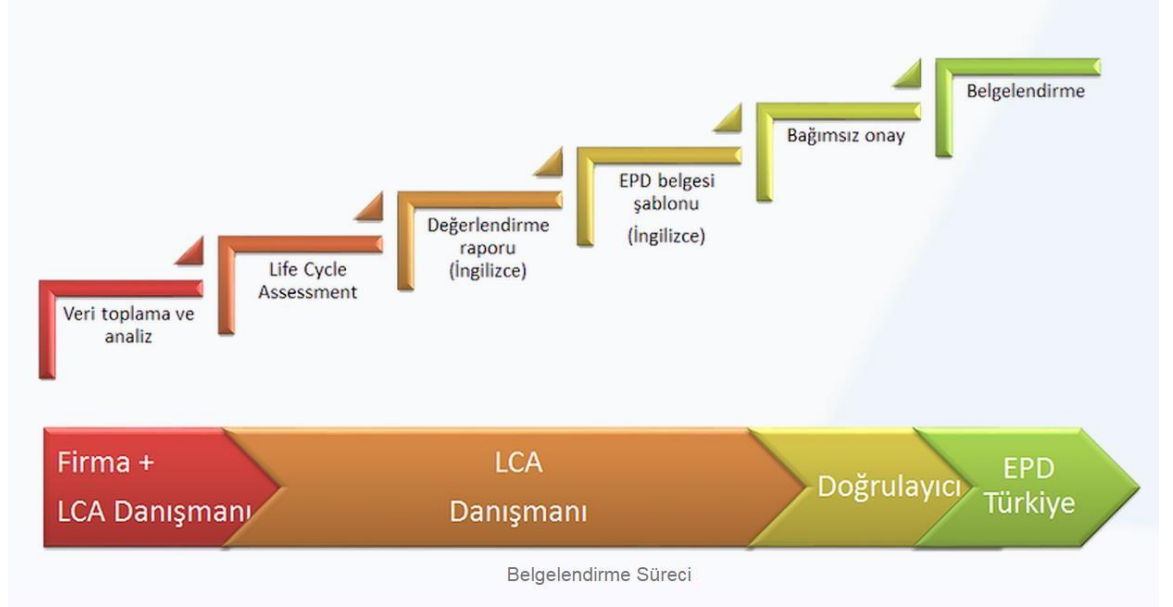 Veri toplama ve
analiz
Life Cycle
Assessment
Değerlendirme
raporu
(İngilizce)
EPD belgesi
şablonu
(İngilizce)
Bağımsız onay
Belgelendirme
Firma +
LCA Danışmanı
LCA
Danışmanı
Doğrulayıcı
EPD
Türkiye
Belgelendirme Süreci